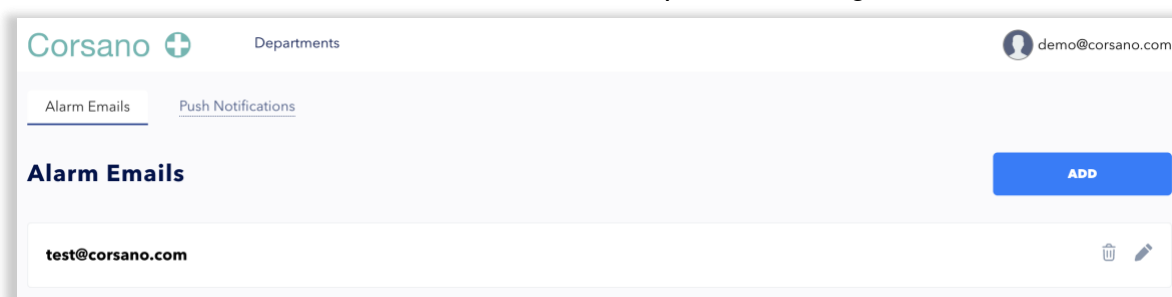 Corsano
Departments
demo@corsano.com
Alarm Emails
Push Notifications
Alarm Emails
ADD
test@corsano.com